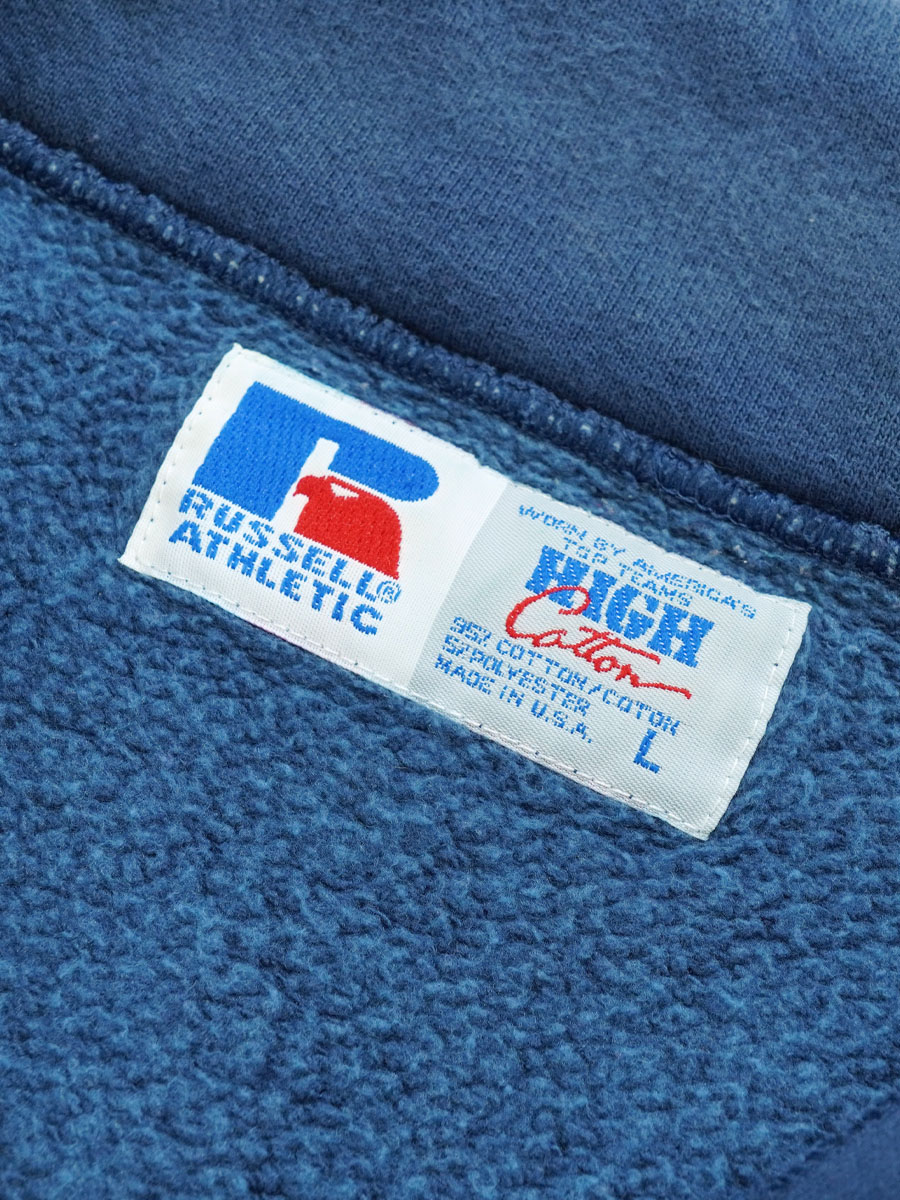 RUSSELL®
ATHLETIC
WORN BY AMERICA'S
TOP TEAMS
HIGH
Cotton
95% COTTON/COTON
5%POLYESTER
MADE IN U.S.A.
L